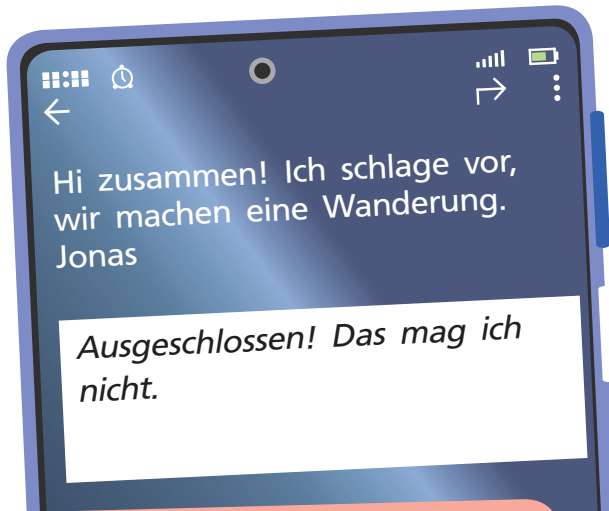 Hi zusammen! Ich schlage vor,
wir machen eine Wanderung.
Jonas
Ausgeschlossen! Das mag ich
nicht.